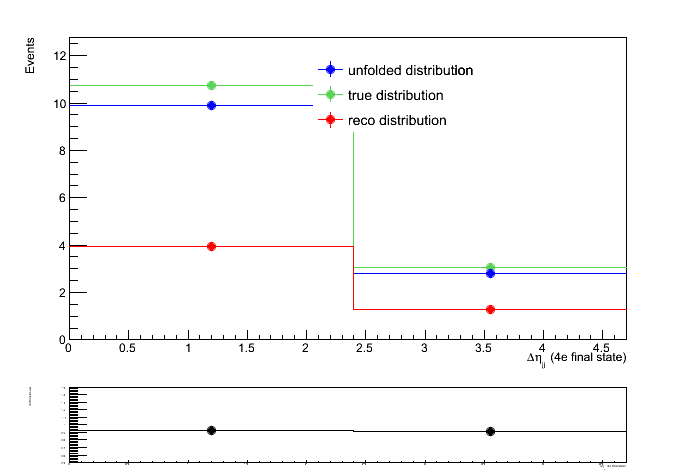 Events
12
10
8
6
4
2
0
unfolded distribution
true distribution
reco distribution
0 0.5 1 1.5 2 2.5 3 3.5 4 4.5
Δη_jj (4e final state)